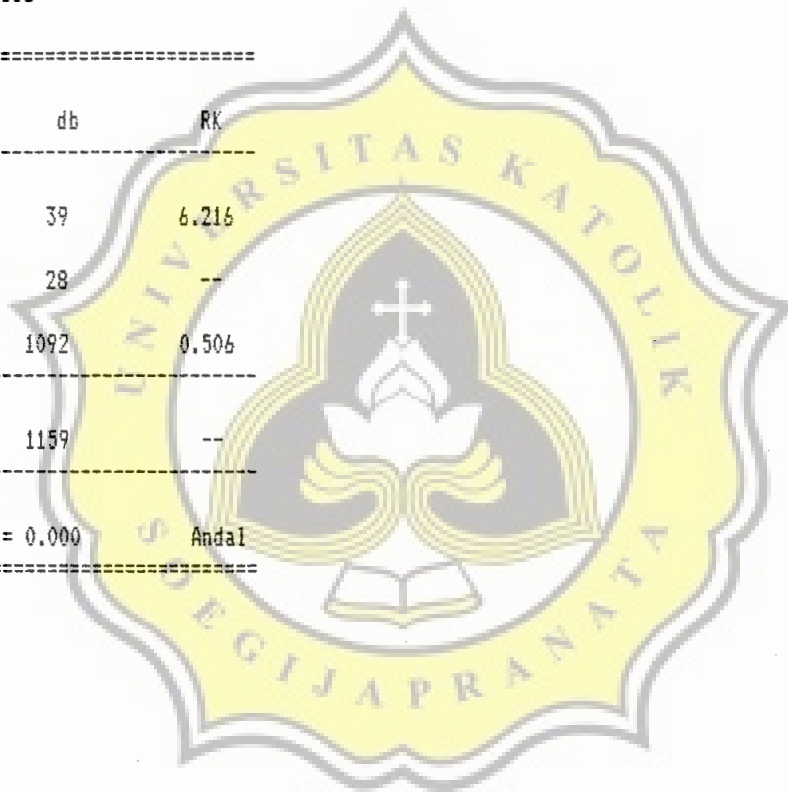 ======================
db RK
----------------------
39 6.216
28 --
1092 0.506
----------------------
1159 --
----------------------
= 0.000 Andal
======================
UNIVERSITAS KATOLIK
SOEGIJAPRANATA